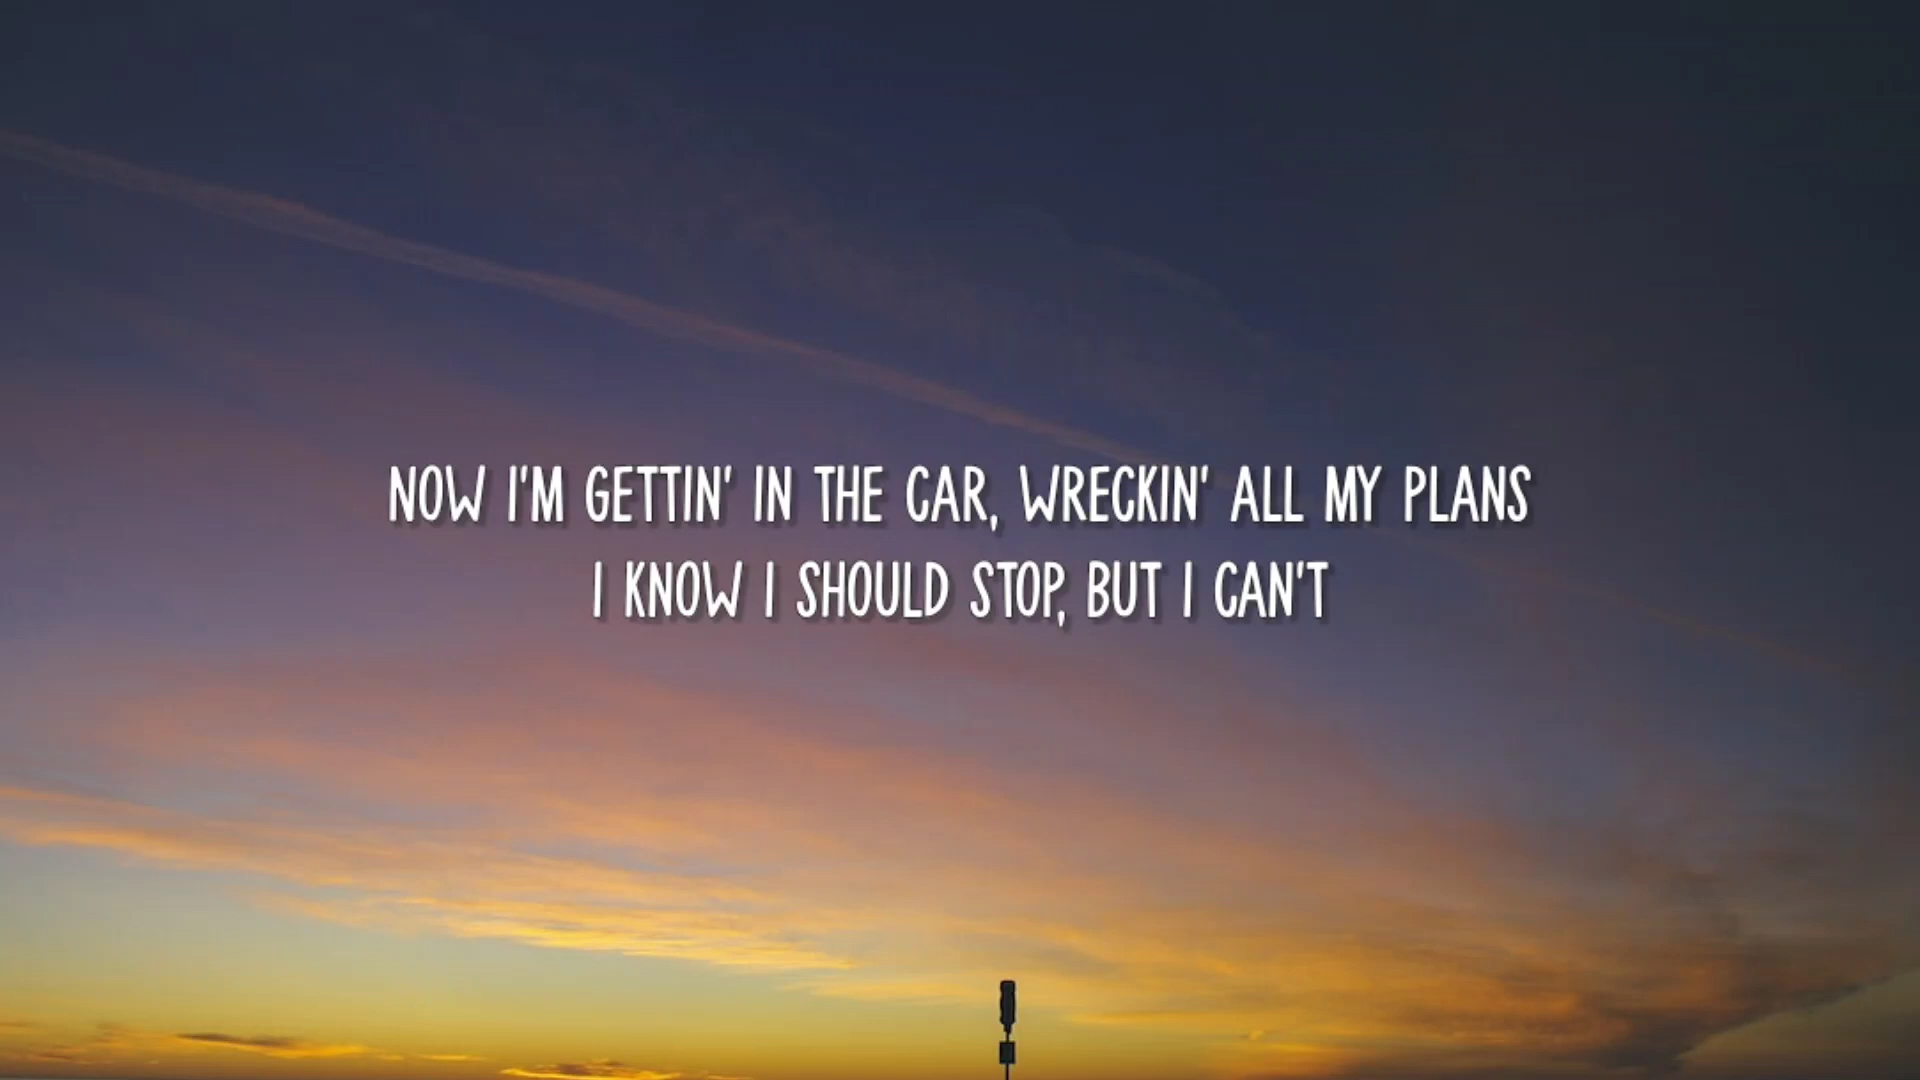 NOW I'M GETTIN' IN THE CAR, WRECKIN' ALL MY PLANS
I KNOW I SHOULD STOP, BUT I CAN'T